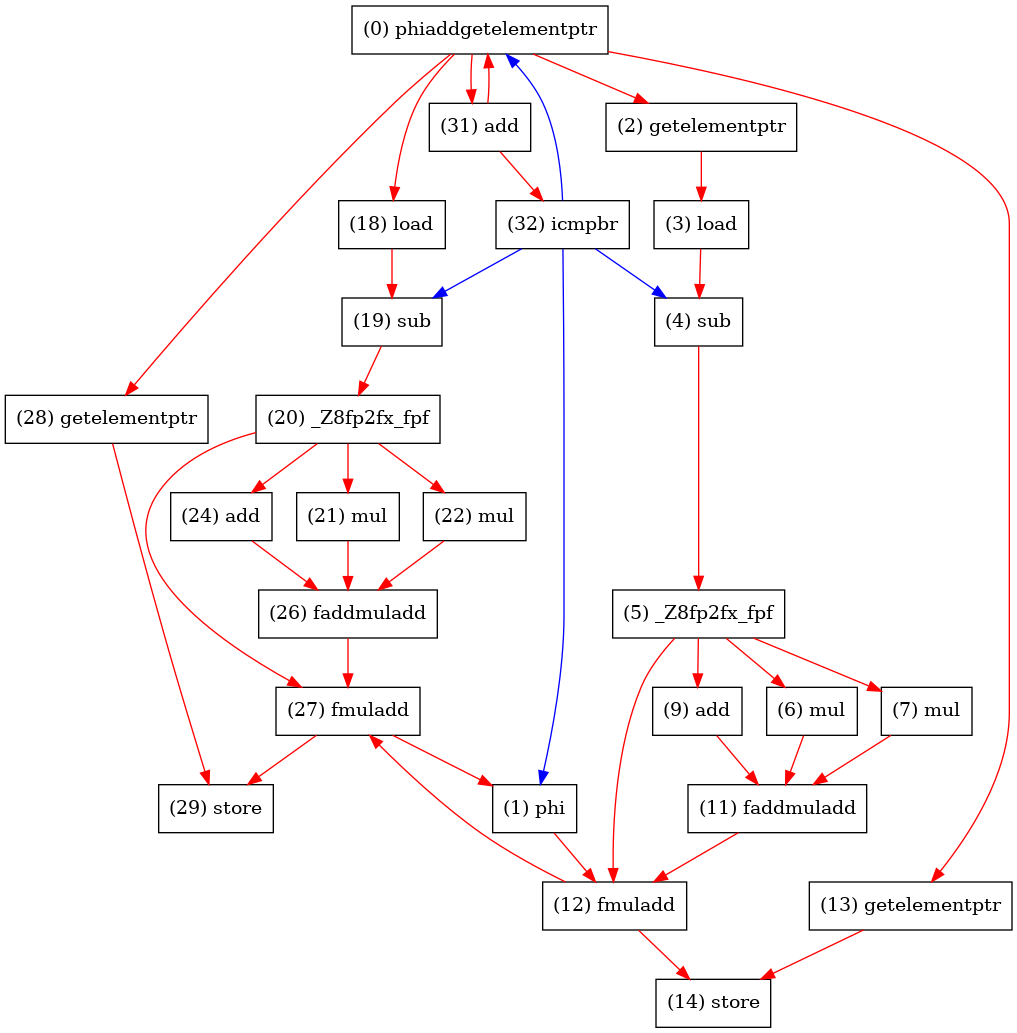 (0) phiaddgetelementptr
(31) add
(2) getelementptr
(18) load
(32) icmpbr
(3) load
(19) sub
(4) sub
(28) getelementptr
(20) _Z8fp2fx_fpf
(24) add
(21) mul
(22) mul
(26) faddmuladd
(5) _Z8fp2fx_fpf
(27) fmuladd
(9) add
(6) mul
(7) mul
(29) store
(1) phi
(11) faddmuladd
(12) fmuladd
(13) getelementptr
(14) store